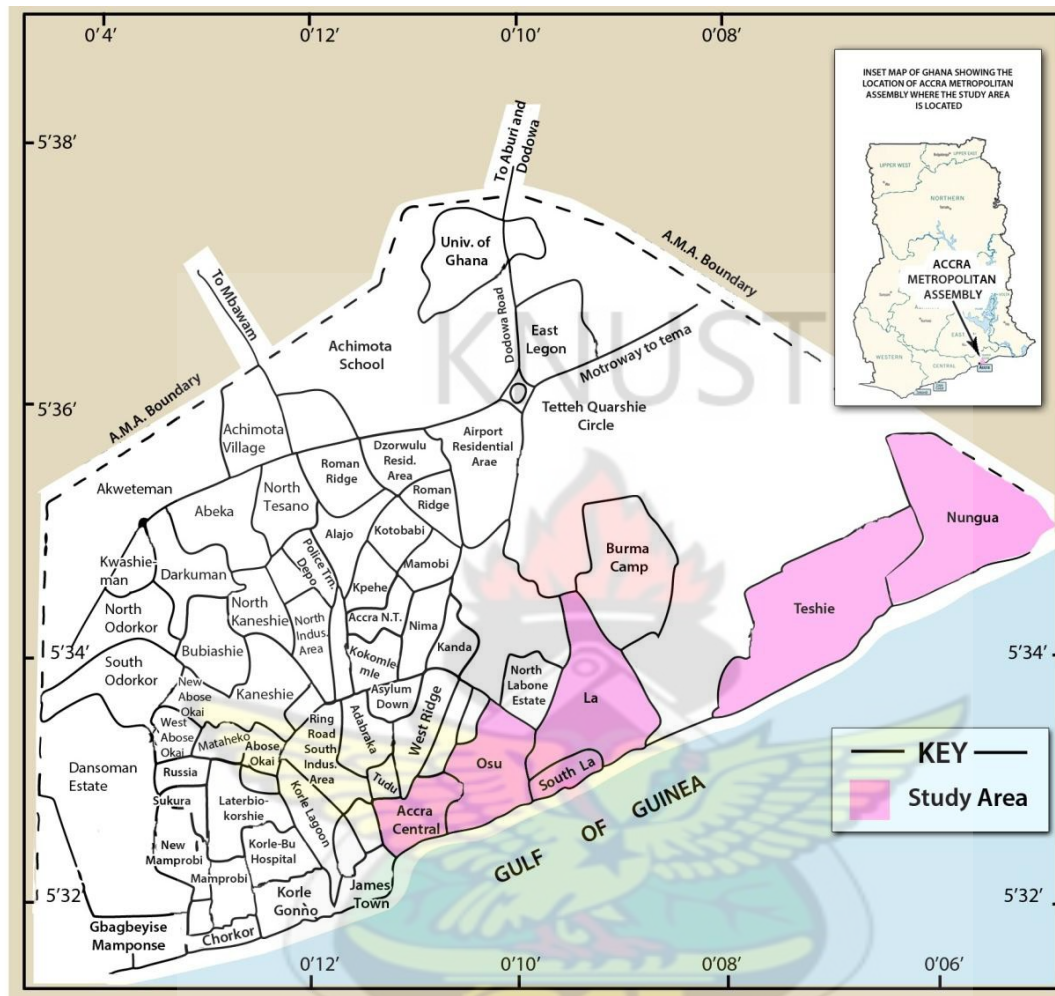 0'4'
0'12'
0'10'
0'08'
INSET MAP OF GHANA SHOWING THE
LOCATION OF ACCRA METROPOLITAN
ASSEMBLY WHERE THE STUDY AREA
IS LOCATED
UPPER WEST
UPPER EAST
NORTHERN
ACCRA
METROPOLITAN
ASSEMBLY
WESTERN
CENTRAL
5'38'
To Aburi and
Dodowa
To Mbawam
Univ. of
Ghana
A.M.A. Boundary
Dodowa Road
East
Legon
Motroway to tema
Achimota
School
KNUST
Tetteh Quarshie
Circle
A.M.A. Boundary
5'36'
Achimota
Village
Dzorwulu
Resid.
Area
Airport
Residential
Arae
Roman
Ridge
Roman
Ridge
Akweteman
North
Tesano
Abeka
Alajo
Kotobabi
Nungua
Police Trn.
Depo
Burma
Camp
Kwashie-
man
Darkuman
Mamobi
Kpehe
Teshie
North
Odorkor
North
Kaneshie
North
Indus.
Area
Accra N.T.
Nima
Kanda
5'34'
Bubiashie
Kokomle-
mle
5'34'
South
Odorkor
New
Abose
Okai
Kaneshie
Asylum
Down
North
Labone
Estate
La
West Ridge
Adabraka
Ring
Road
South
Indus.
Area
West
Abose
Okai
Mataheko
Abose
Okai
KEY
Study Area
Dansoman
Estate
Russia
Tudu
Osu
South La
GULF OF GUINEA
Sukura
Laterbio-
korshie
Korle Lagoon
Accra
Central
New
Mamprobi
Korle-Bu
Hospital
Mamprobi
5'32'
Korle
Gonno
James
Town
5'32'
Gbagbeyise
Mamponse
Chorkor
0'12'
0'10'
0'08'
0'06'